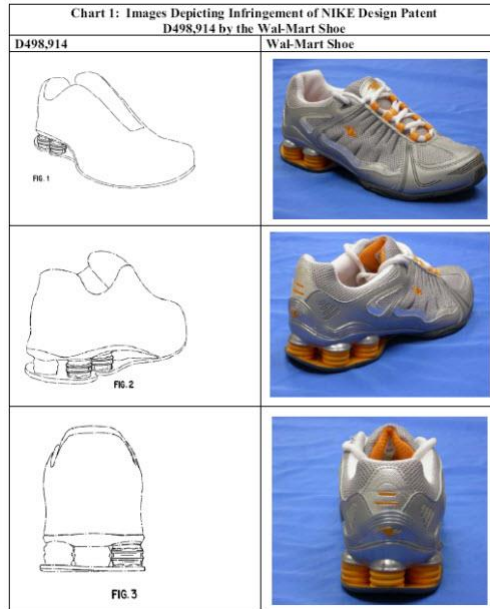 Chart 1:  Images Depicting Infringement of NIKE Design Patent
D498,914 by the Wal-Mart Shoe
D498,914
Wal-Mart Shoe
FIG. 1
FIG. 2
FIG. 3